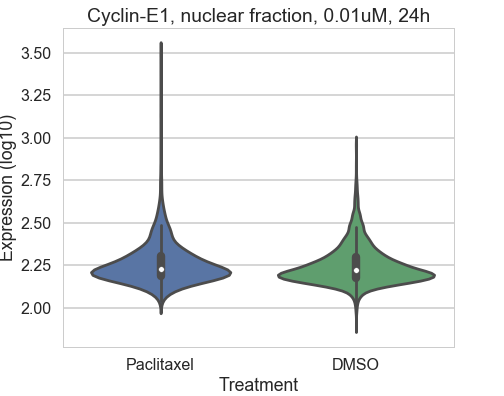 Cyclin-E1, nuclear fraction, 0.01uM, 24h
Expression (log10)
3.50
3.25
3.00
2.75
2.50
2.25
2.00
Paclitaxel DMSO
Treatment